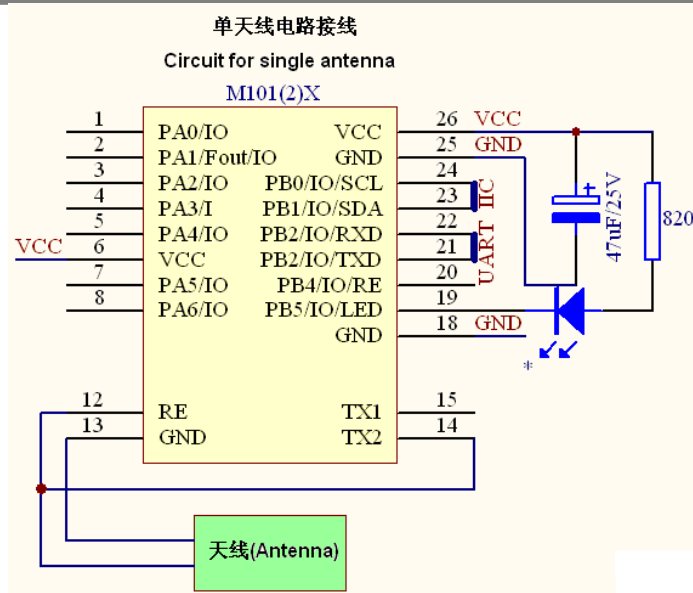 单天线电路接线
Circuit for single antenna
M101(2)X
1 PA0/IO VCC 26 VCC
2 PA1/Fout/IO GND 25 GND
3 PA2/IO PB0/IO/SCL 24
4 PA3/I PB1/IO/SDA 23 IIC
5 PA4/IO PB2/IO/RXD 22
VCC 6 VCC PB2/IO/TXD 21 UART
7 PA5/IO PB4/IO/RE 20
8 PA6/IO PB5/IO/LED 19
GND 18 GND
+
47uF/25V
820
*
12 RE TX1 15
13 GND TX2 14
天线(Antenna)